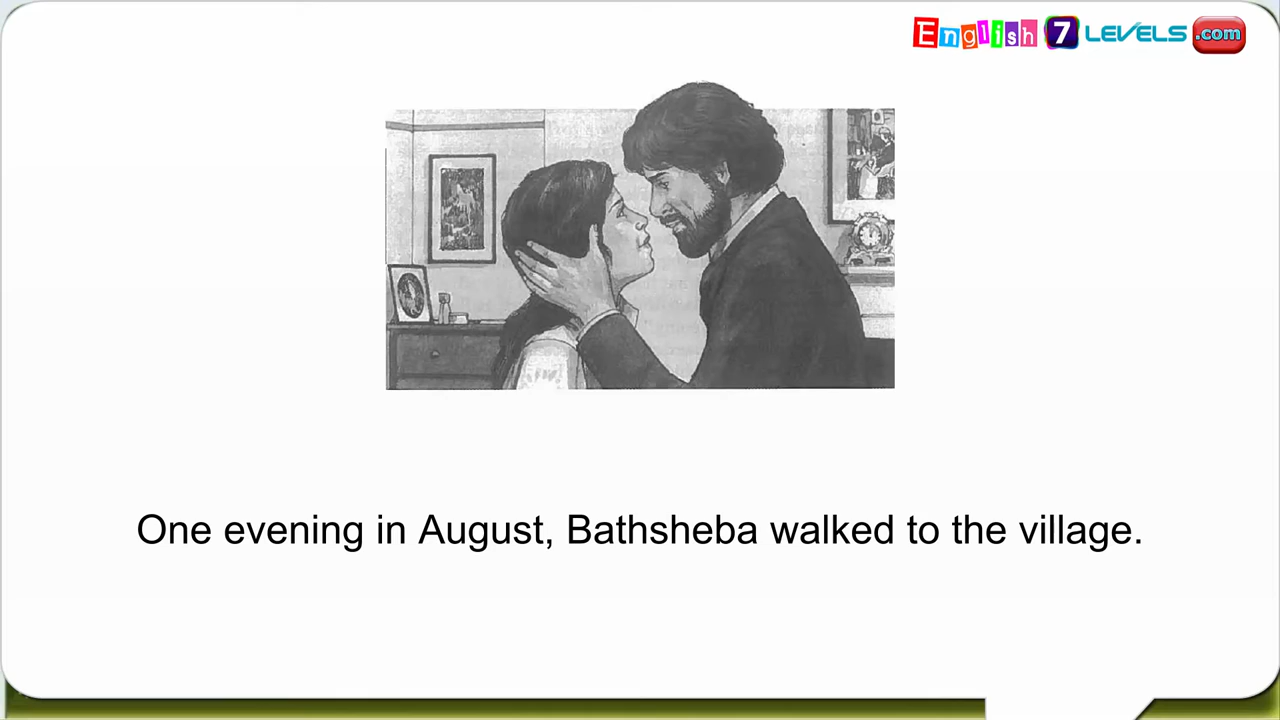 English 7 LEVELS .com
One evening in August, Bathsheba walked to the village.